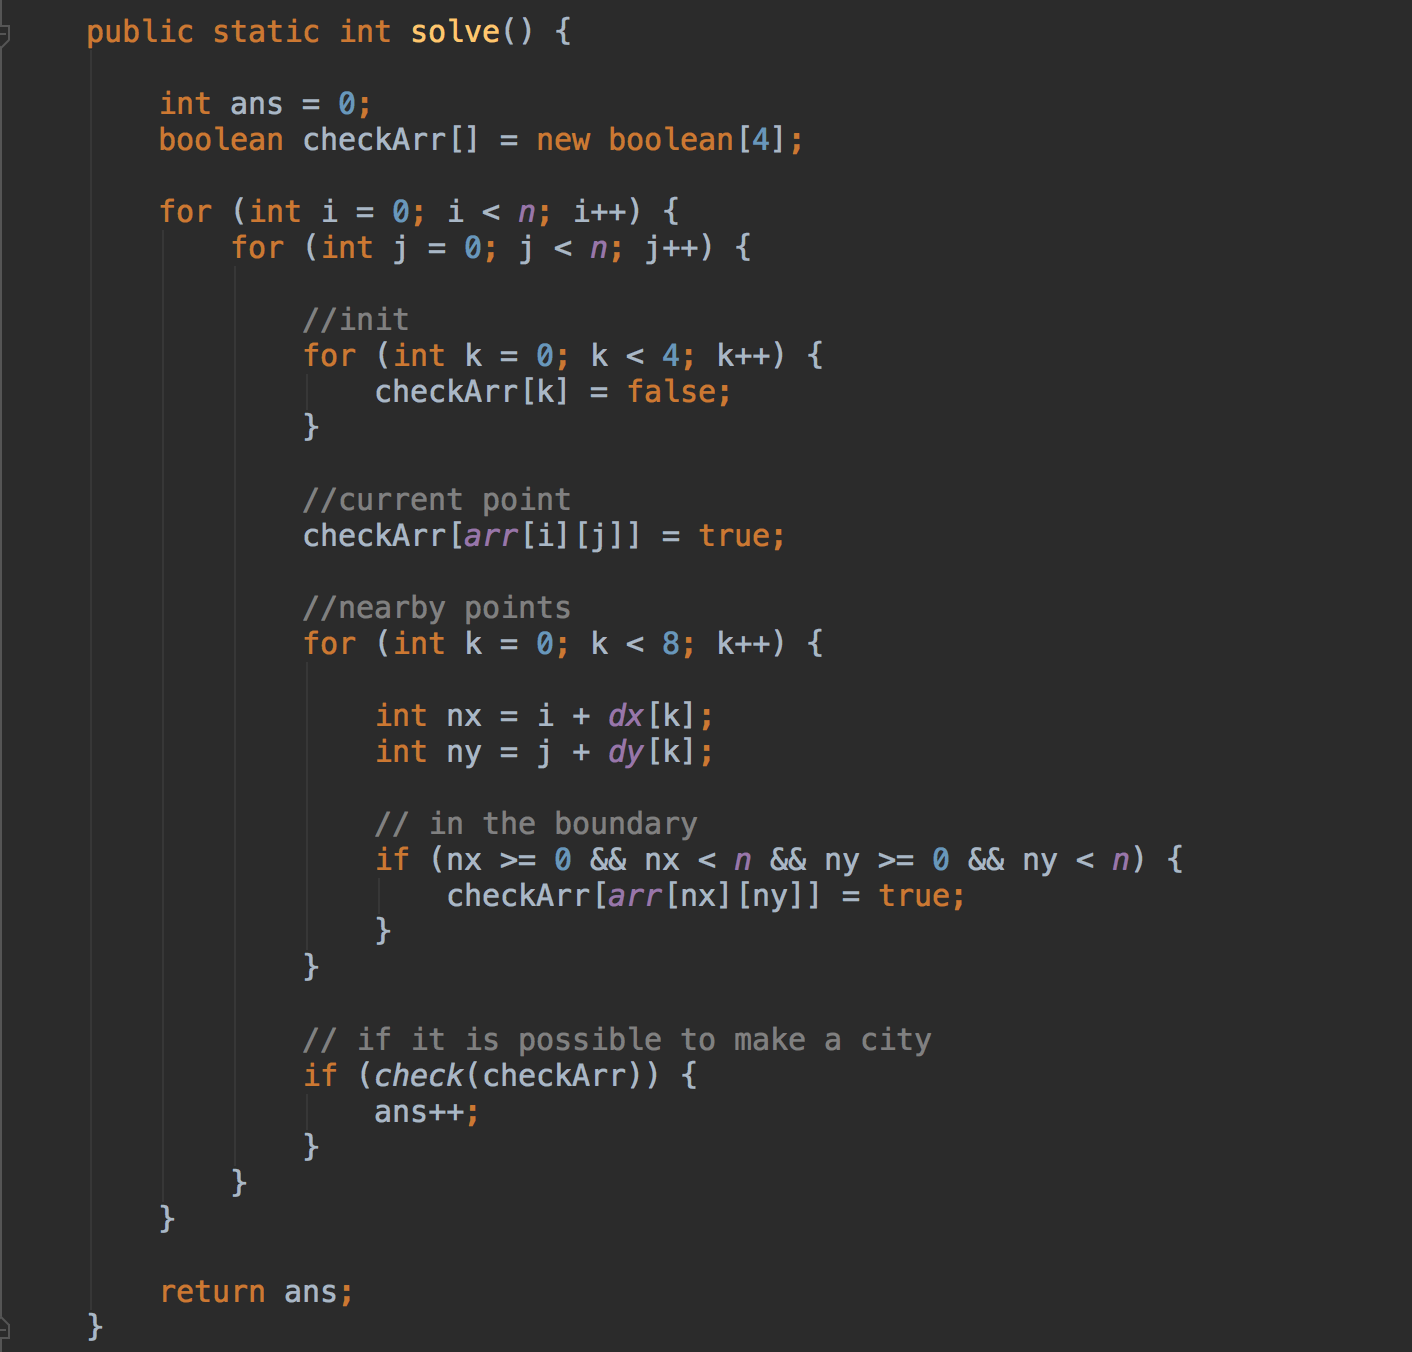 public static int solve() {
int ans = 0;
boolean checkArr[] = new boolean[4];
for (int i = 0; i < n; i++) {
for (int j = 0; j < n; j++) {
//init
for (int k = 0; k < 4; k++) {
checkArr[k] = false;
}
//current point
checkArr[arr[i][j]] = true;
//nearby points
for (int k = 0; k < 8; k++) {
int nx = i + dx[k];
int ny = j + dy[k];
// in the boundary
if (nx >= 0 && nx < n && ny >= 0 && ny < n) {
checkArr[arr[nx][ny]] = true;
}
}
// if it is possible to make a city
if (check(checkArr)) {
ans++;
}
}
}
return ans;
}